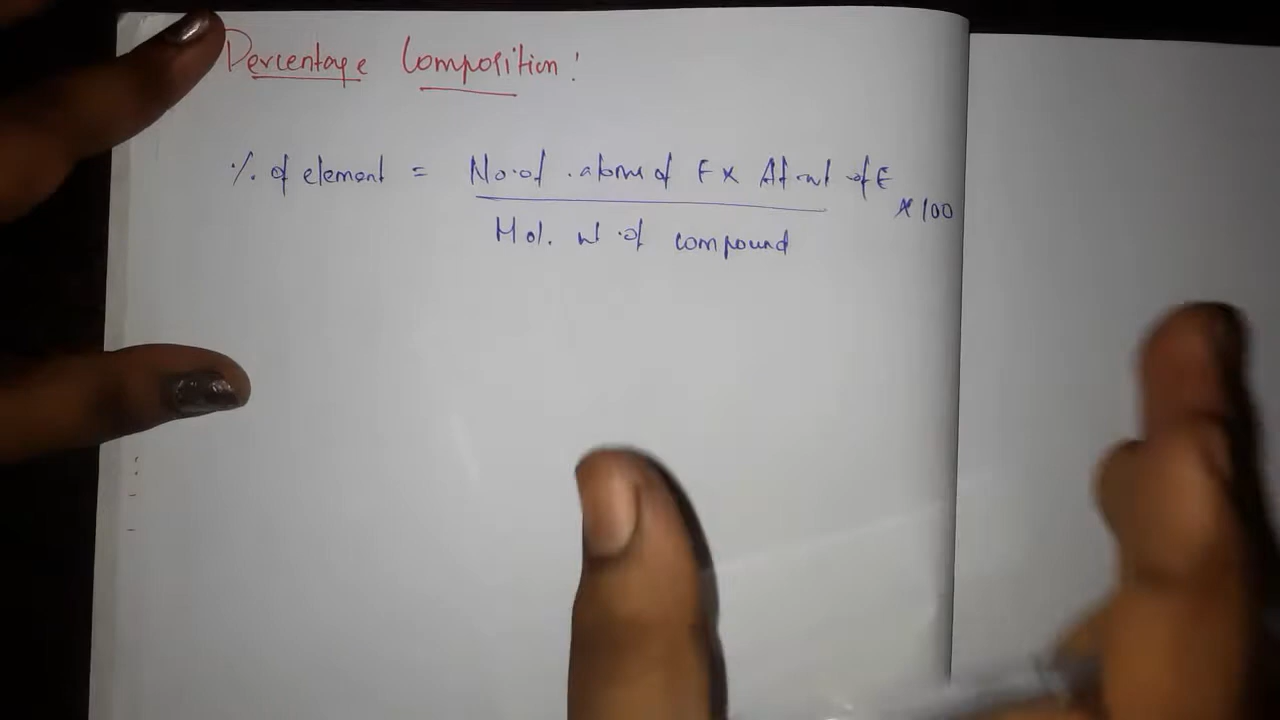 Percentage Composition:
% of element = No. of. atoms of E x At wt of E
x 100
Mol. wt of compound